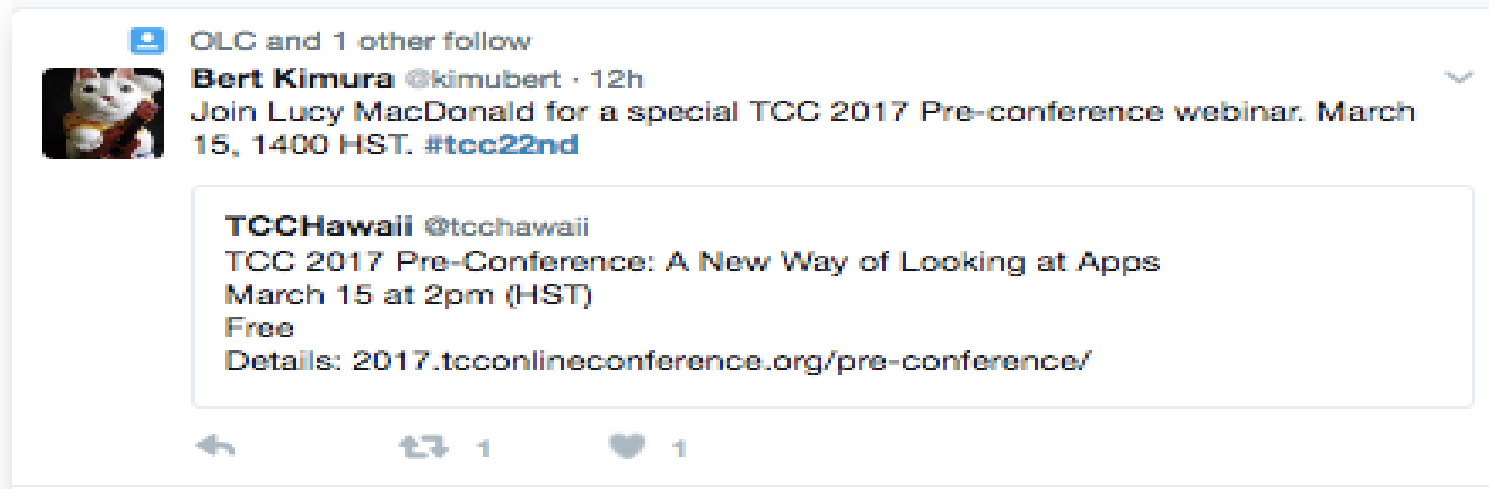 OLC and 1 other follow
Bert Kimura @kimubert · 12h
Join Lucy MacDonald for a special TCC 2017 Pre-conference webinar. March
15, 1400 HST. #tcc22nd
TCCHawaii @tcchawaii
TCC 2017 Pre-Conference: A New Way of Looking at Apps
March 15 at 2pm (HST)
Free
Details: 2017.tcconlineconference.org/pre-conference/
1 1